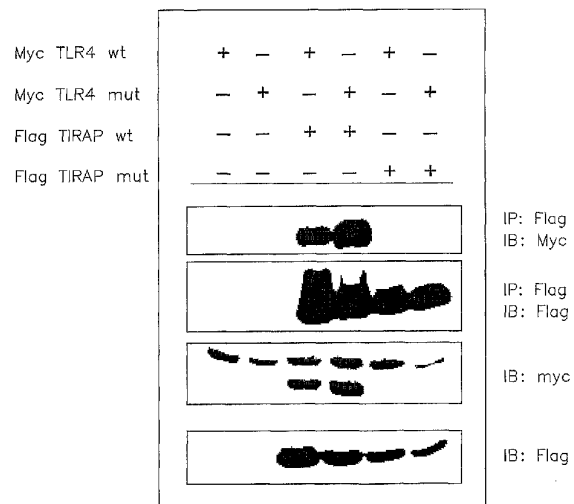 Myc TLR4 wt + − + − + −
Myc TLR4 mut − + − + − +
Flag TIRAP wt − − + + − −
Flag TIRAP mut − − − − + +
IP: Flag
IB: Myc
IP: Flag
IB: Flag
IB: myc
IB: Flag